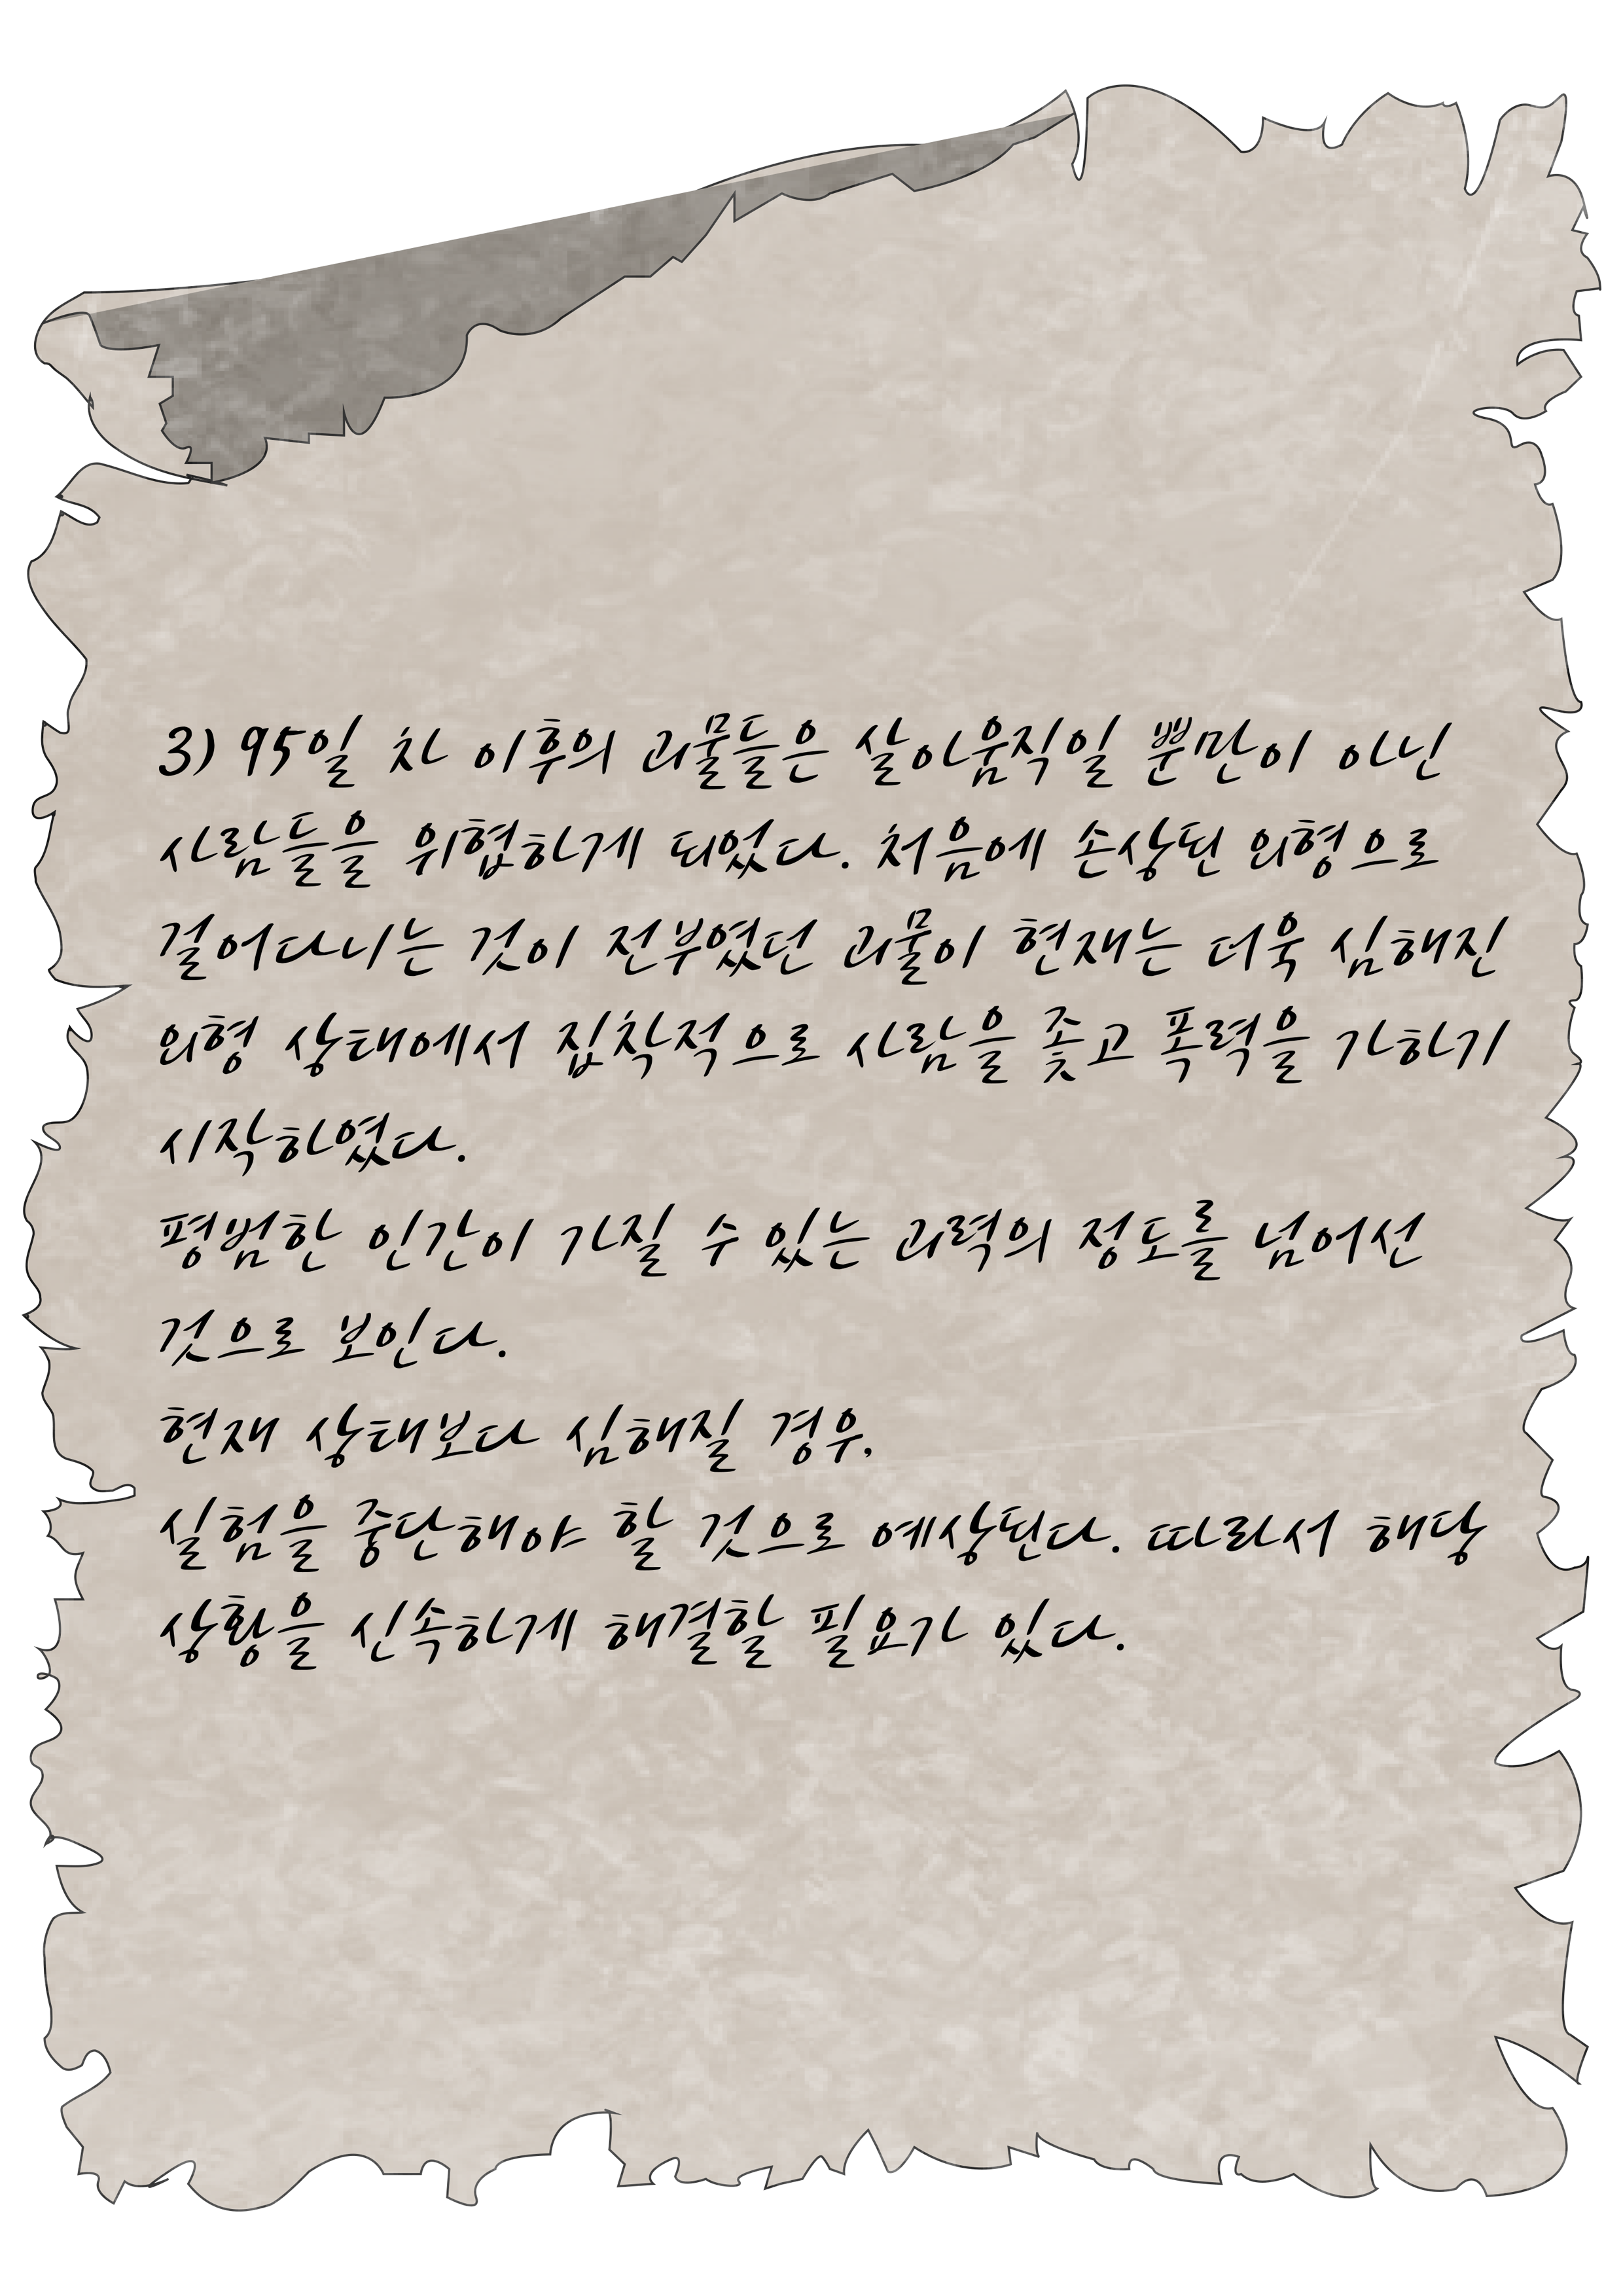 3) 95일 차 이후의 괴물들은 살아움직일 뿐만이 아닌
사람들을 위협하게 되었다. 처음에 손상된 외형으로
걸어다니는 것이 전부였던 괴물이 현재는 더욱 심해진
외형 상태에서 집착적으로 사람을 좇고 폭력을 가하기
시작하였다.
평범한 인간이 가질 수 있는 괴력의 정도를 넘어선
것으로 보인다.
현재 상태보다 심해질 경우,
실험을 중단해야 할 것으로 예상된다. 따라서 해당
상황을 신속하게 해결할 필요가 있다.